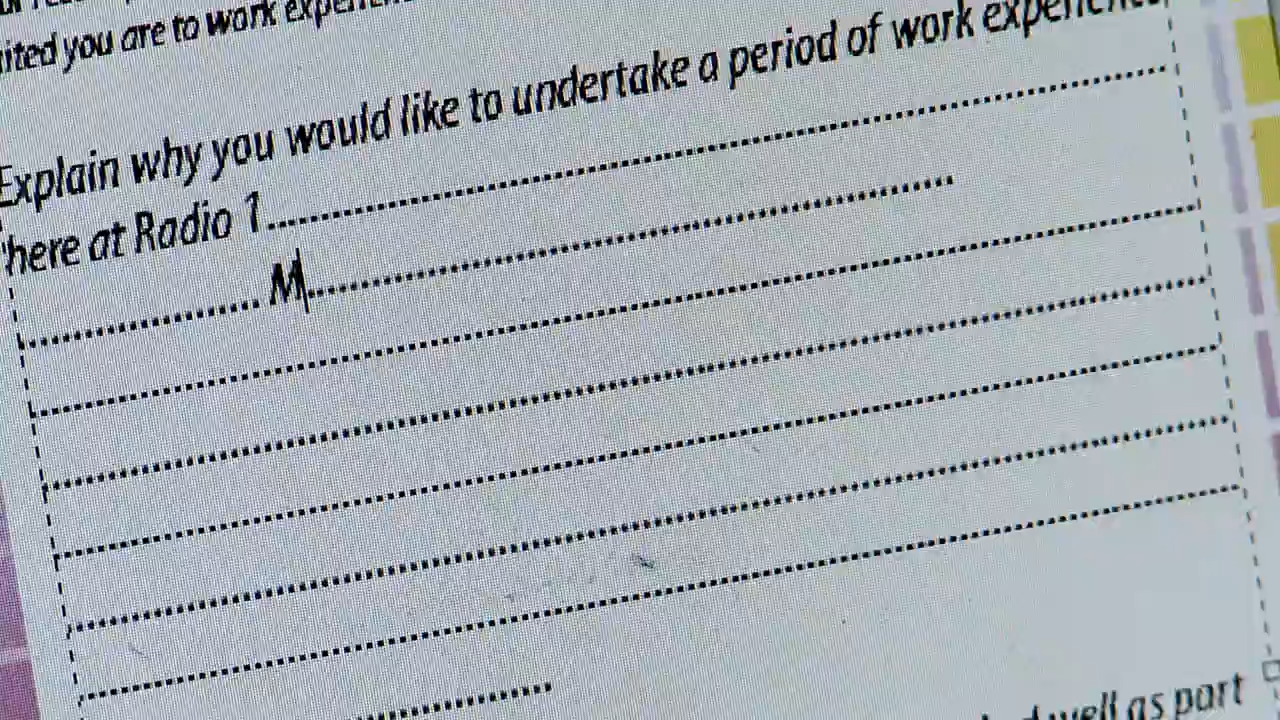 you are to work
Explain why you would like to undertake a period of work experience
here at Radio 1
M
well as part